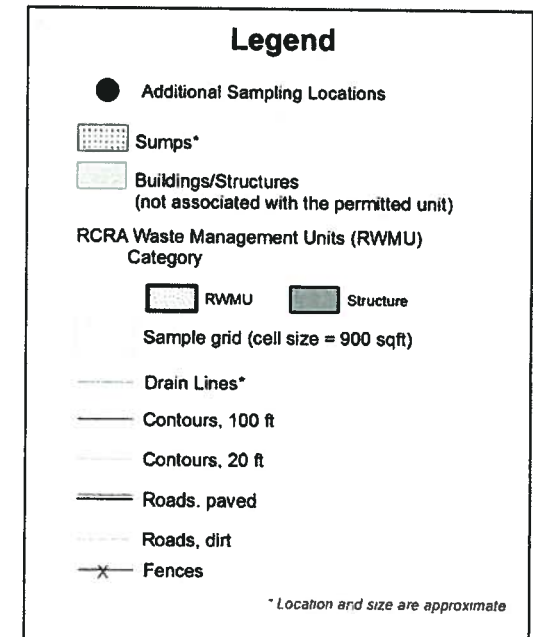 Legend
Additional Sampling Locations
Sumps*
Buildings/Structures
(not associated with the permitted unit)
RCRA Waste Management Units (RWMU)
Category
RWMU Structure
Sample grid (cell size = 900 sqft)
Drain Lines*
Contours, 100 ft
Contours, 20 ft
Roads. paved
Roads, dirt
Fences
* Location and size are approximate